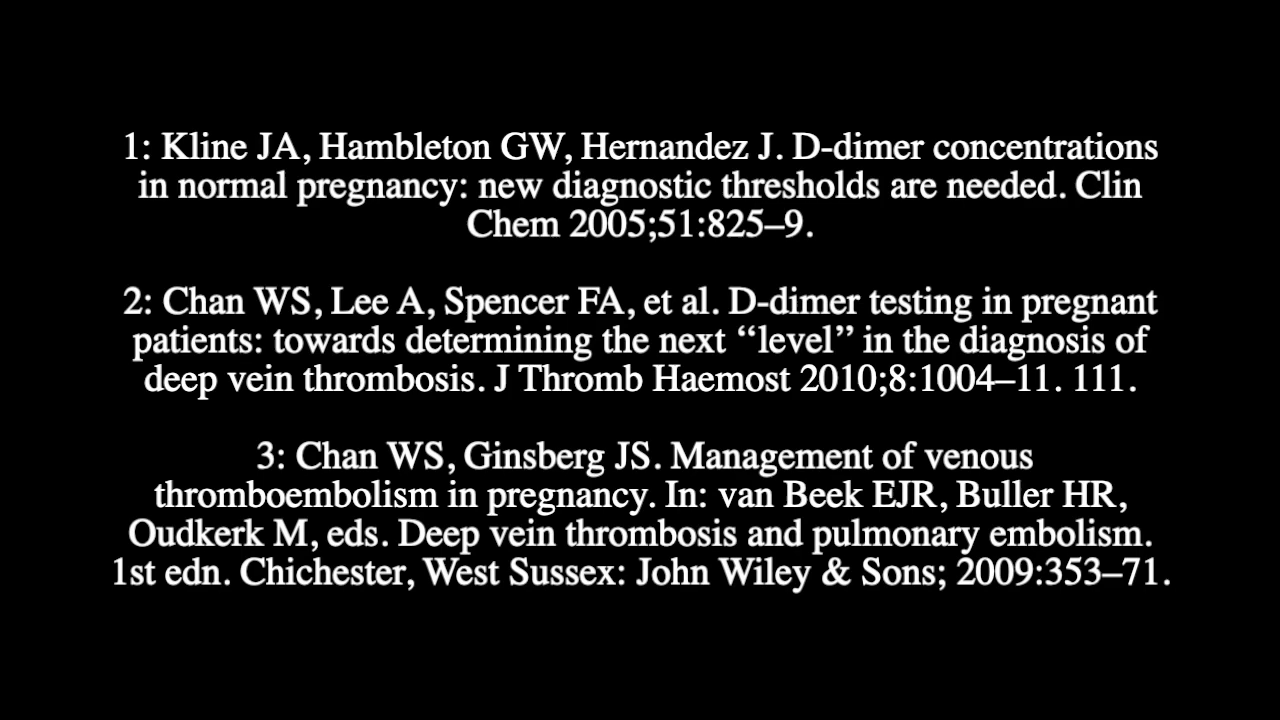 1: Kline JA, Hambleton GW, Hernandez J. D-dimer concentrations
in normal pregnancy: new diagnostic thresholds are needed. Clin
Chem 2005;51:825–9.
2: Chan WS, Lee A, Spencer FA, et al. D-dimer testing in pregnant
patients: towards determining the next ‘‘level’’ in the diagnosis of
deep vein thrombosis. J Thromb Haemost 2010;8:1004–11. 111.
3: Chan WS, Ginsberg JS. Management of venous
thromboembolism in pregnancy. In: van Beek EJR, Buller HR,
Oudkerk M, eds. Deep vein thrombosis and pulmonary embolism.
1st edn. Chichester, West Sussex: John Wiley & Sons; 2009:353–71.